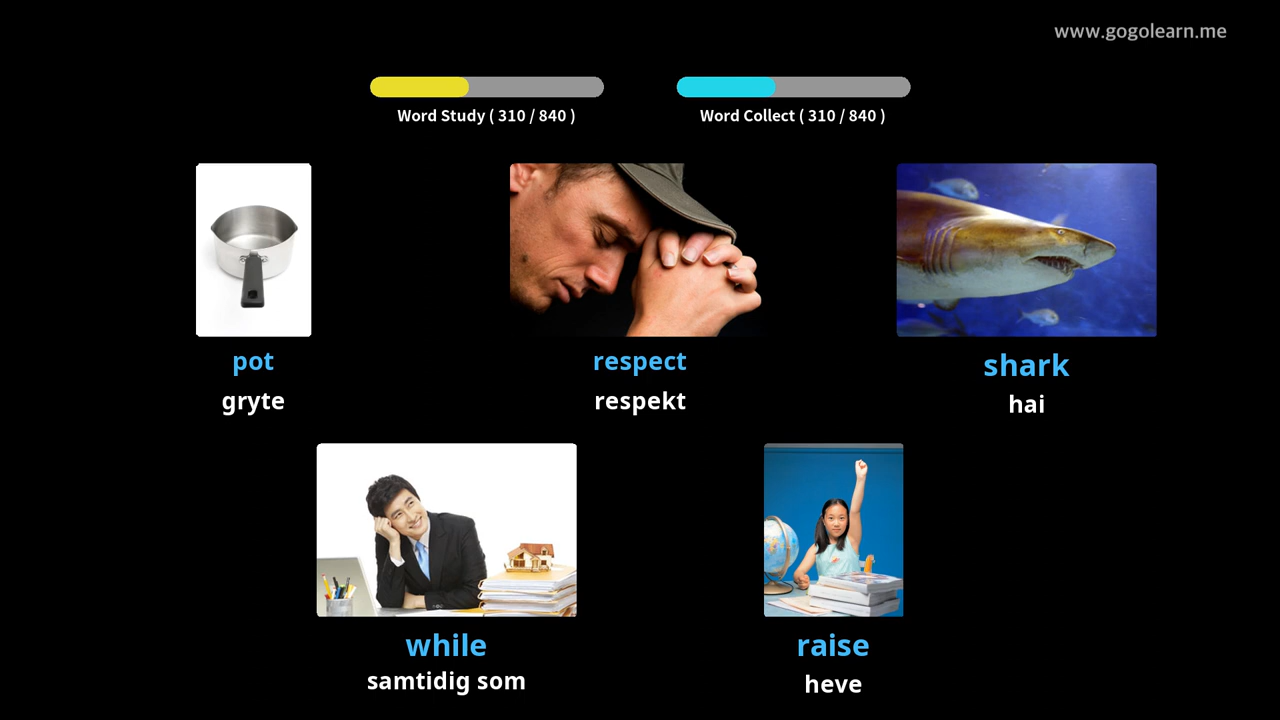 www.gogolearn.me
Word Study ( 310 / 840 )
Word Collect ( 310 / 840 )
pot
gryte
respect
respekt
shark
hai
while
samtidig som
raise
heve